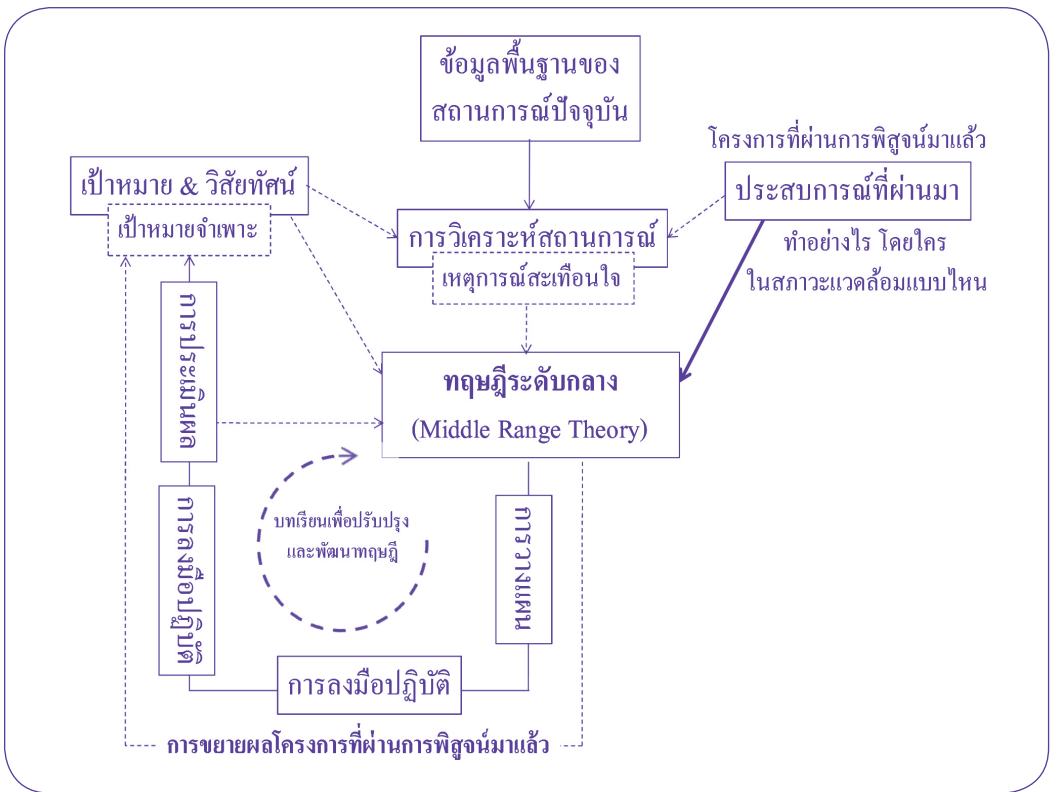 ข้อมูลพื้นฐานของ
สถานการณ์ปัจจุบัน
โครงการที่ผ่านการพิสูจน์มาแล้ว
เป้าหมาย & วิสัยทัศน์
ประสบการณ์ที่ผ่านมา
เป้าหมายจำเพาะ
การวิเคราะห์สถานการณ์
ทำอย่างไร โดยใคร
เหตุการณ์สะเทือนใจ
ในสภาวะแวดล้อมแบบไหน
การประเมินผล
ทฤษฎีระดับกลาง
(Middle Range Theory)
การลงมือปฏิบัติ
บทเรียนเพื่อปรับปรุง
และพัฒนาทฤษฎี
การวางแผน
การลงมือปฏิบัติ
การขยายผลโครงการที่ผ่านการพิสูจน์มาแล้ว